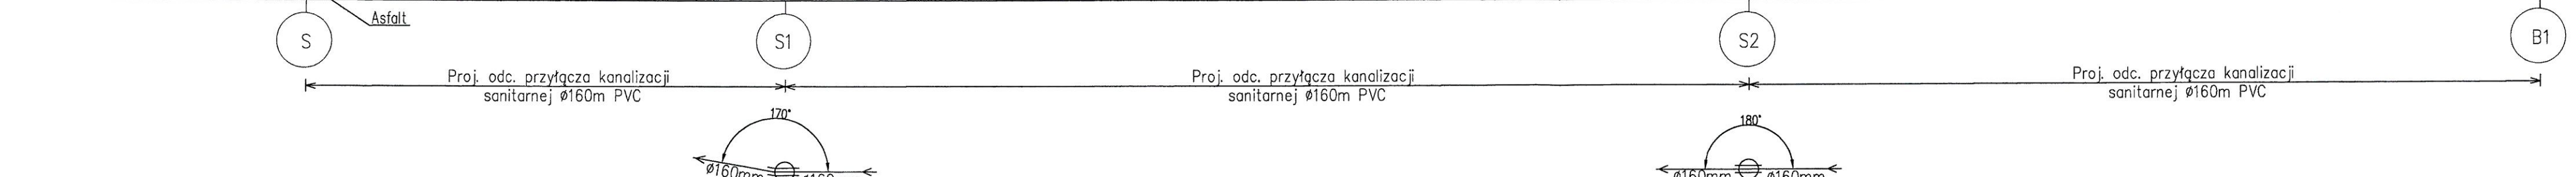 Asfalt
S
S1
S2
B1
Proj. odc. przyłącza kanalizacji
sanitarnej ø160m PVC
Proj. odc. przyłącza kanalizacji
sanitarnej ø160m PVC
Proj. odc. przyłącza kanalizacji
sanitarnej ø160m PVC
170°
180°
ø160mm
ø160mm
ø160mm